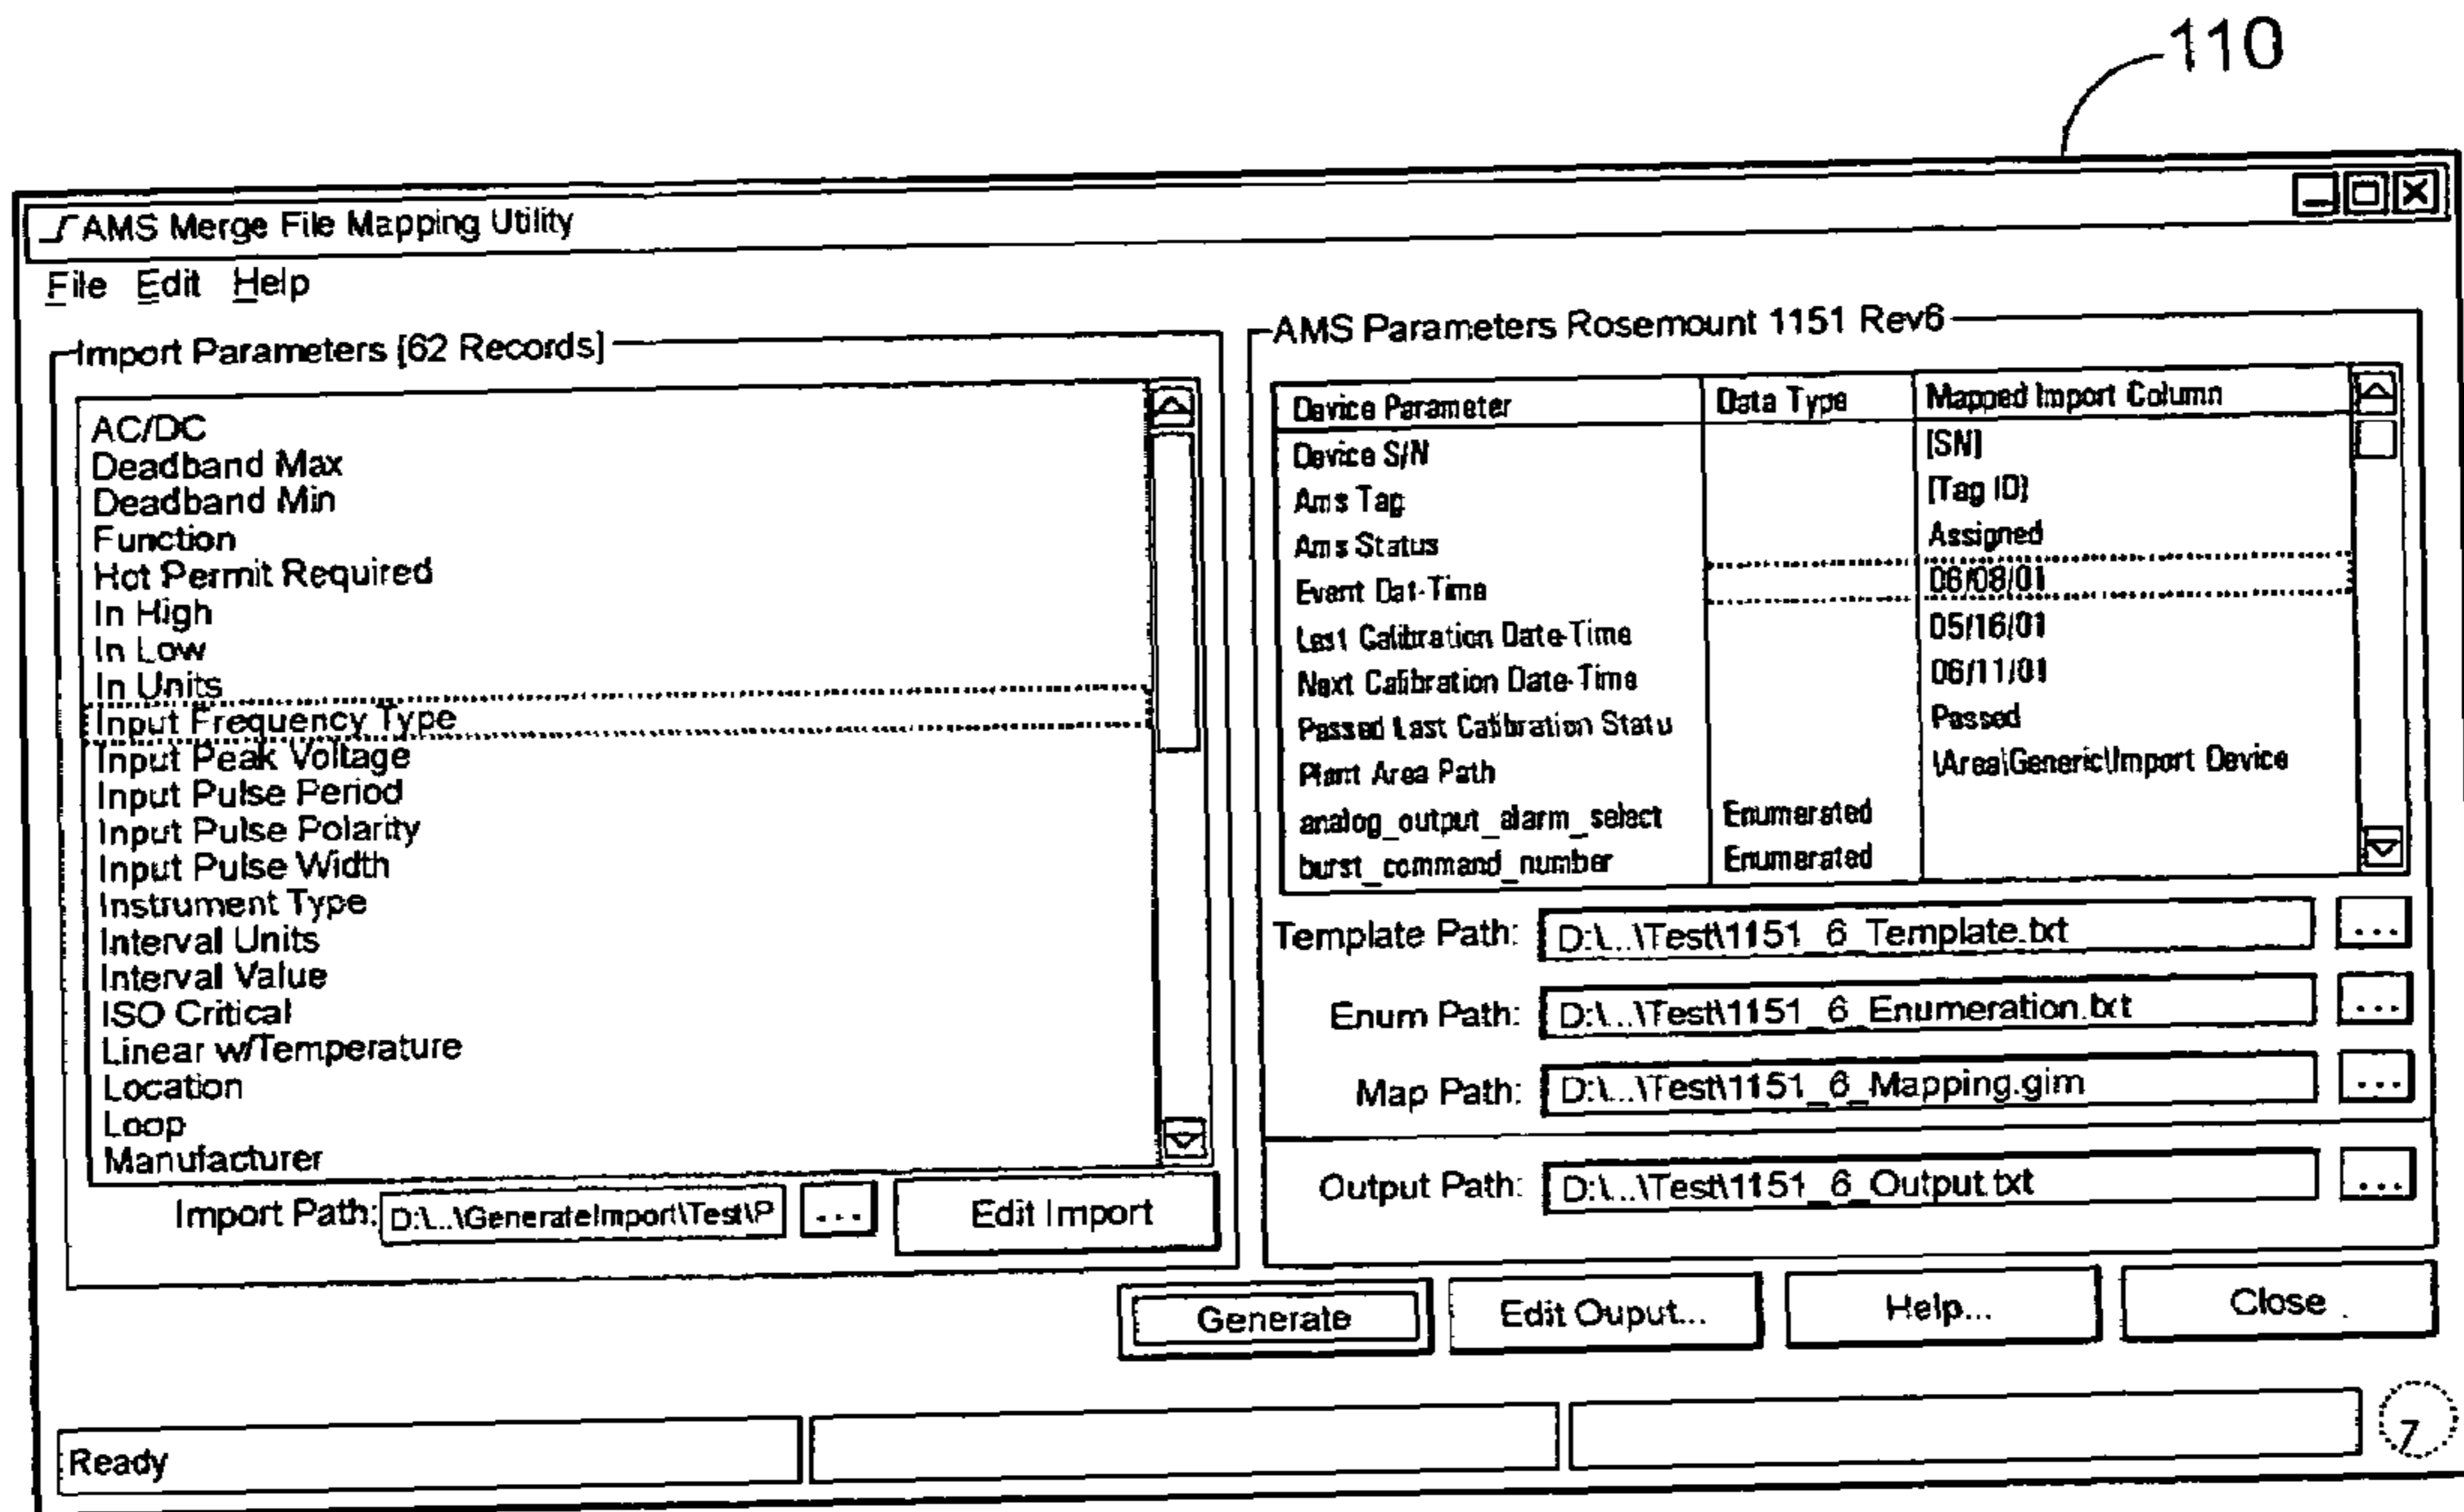 110
AMS Merge File Mapping Utility
File Edit Help
Import Parameters [62 Records]
AC/DC
Deadband Max
Deadband Min
Function
Hot Permit Required
In High
In Low
In Units
Input Frequency Type
Input Peak Voltage
Input Pulse Period
Input Pulse Polarity
Input Pulse Width
Instrument Type
Interval Units
Interval Value
ISO Critical
Linear w/Temperature
Location
Loop
Manufacturer
Import Path: D:\...\GenerateImport\Test\P ... Edit Import
AMS Parameters Rosemount 1151 Rev6
Device Parameter Data Type Mapped Import Column
Device S/N [SN]
Ams Tag [Tag ID]
Ams Status Assigned
Event Dat-Time 06/08/01
Last Calibration Date-Time 05/16/01
Next Calibration Date-Time 06/11/01
Passed Last Calibration Statu Passed
Plant Area Path \Area\Generic\Import Device
analog_output_alarm_select Enumerated
burst_command_number Enumerated
Template Path: D:\...\Test\1151_6_Template.txt ...
Enum Path: D:\...\Test\1151_6_Enumeration.txt ...
Map Path: D:\...\Test\1151_6_Mapping.gim ...
Output Path: D:\...\Test\1151_6_Output.txt ...
Generate Edit Ouput... Help... Close
Ready
7